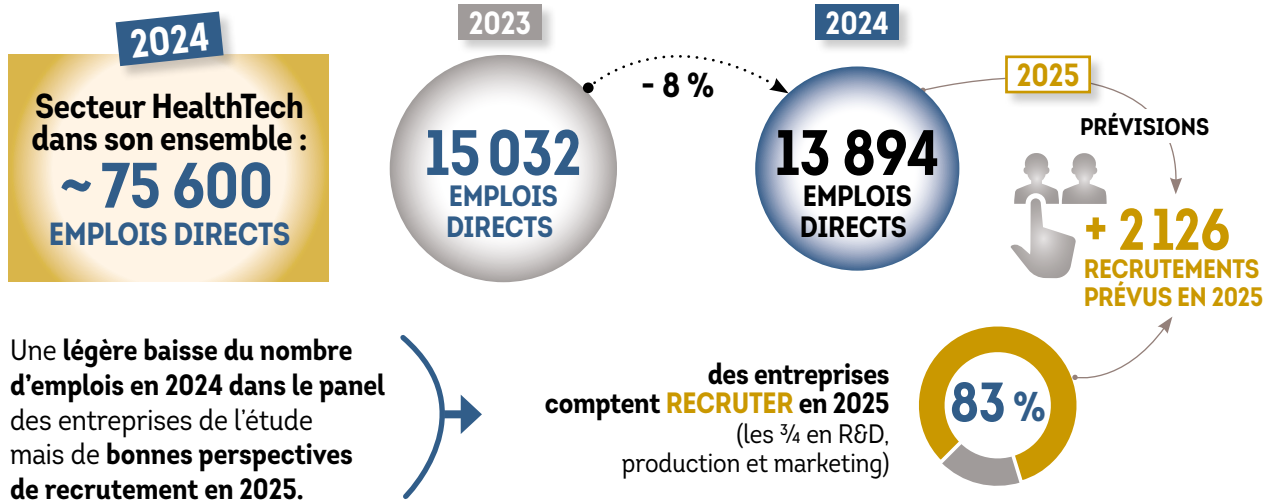 2024
Secteur HealthTech
dans son ensemble :
~ 75 600
EMPLOIS DIRECTS
2023
15 032
EMPLOIS
DIRECTS
- 8 %
2024
13 894
EMPLOIS
DIRECTS
2025
PRÉVISIONS
+ 2 126
RECRUTEMENTS
PRÉVUS EN 2025
Une légère baisse du nombre
d'emplois en 2024 dans le panel
des entreprises de l'étude
mais de bonnes perspectives
de recrutement en 2025.
des entreprises
comptent RECRUTER en 2025
(les ¾ en R&D,
production et marketing)
83 %